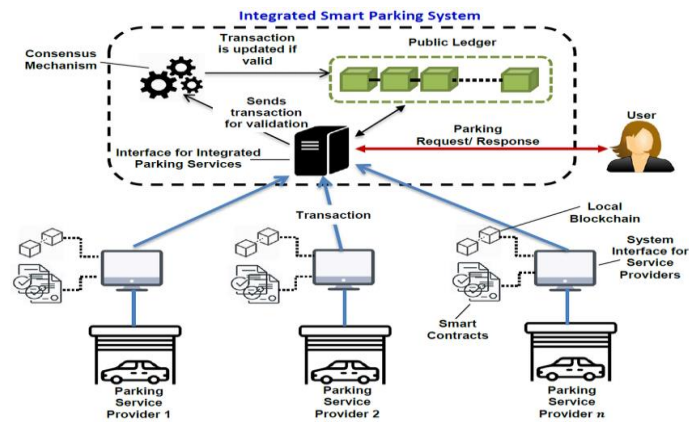 Integrated Smart Parking System
Consensus
Mechanism
Transaction
is updated if
valid
Public Ledger
Sends
transaction
for validation
Interface for Integrated
Parking Services
Parking
Request/ Response
User
Transaction
Local
Blockchain
System
Interface for
Service
Providers
Smart
Contracts
Parking
Service
Provider 1
Parking
Service
Provider 2
Parking
Service
Provider n